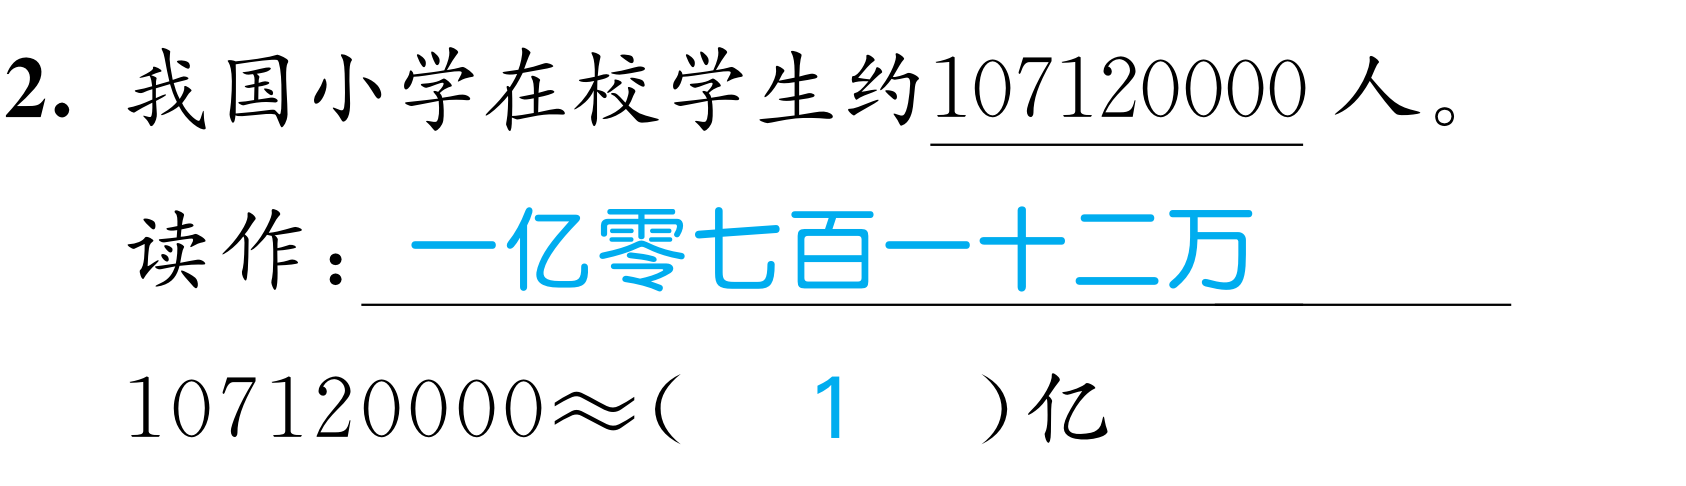 2. 我国小学在校学生约107120000人。
读作：一亿零七百一十二万
107120000≈( 1 )亿